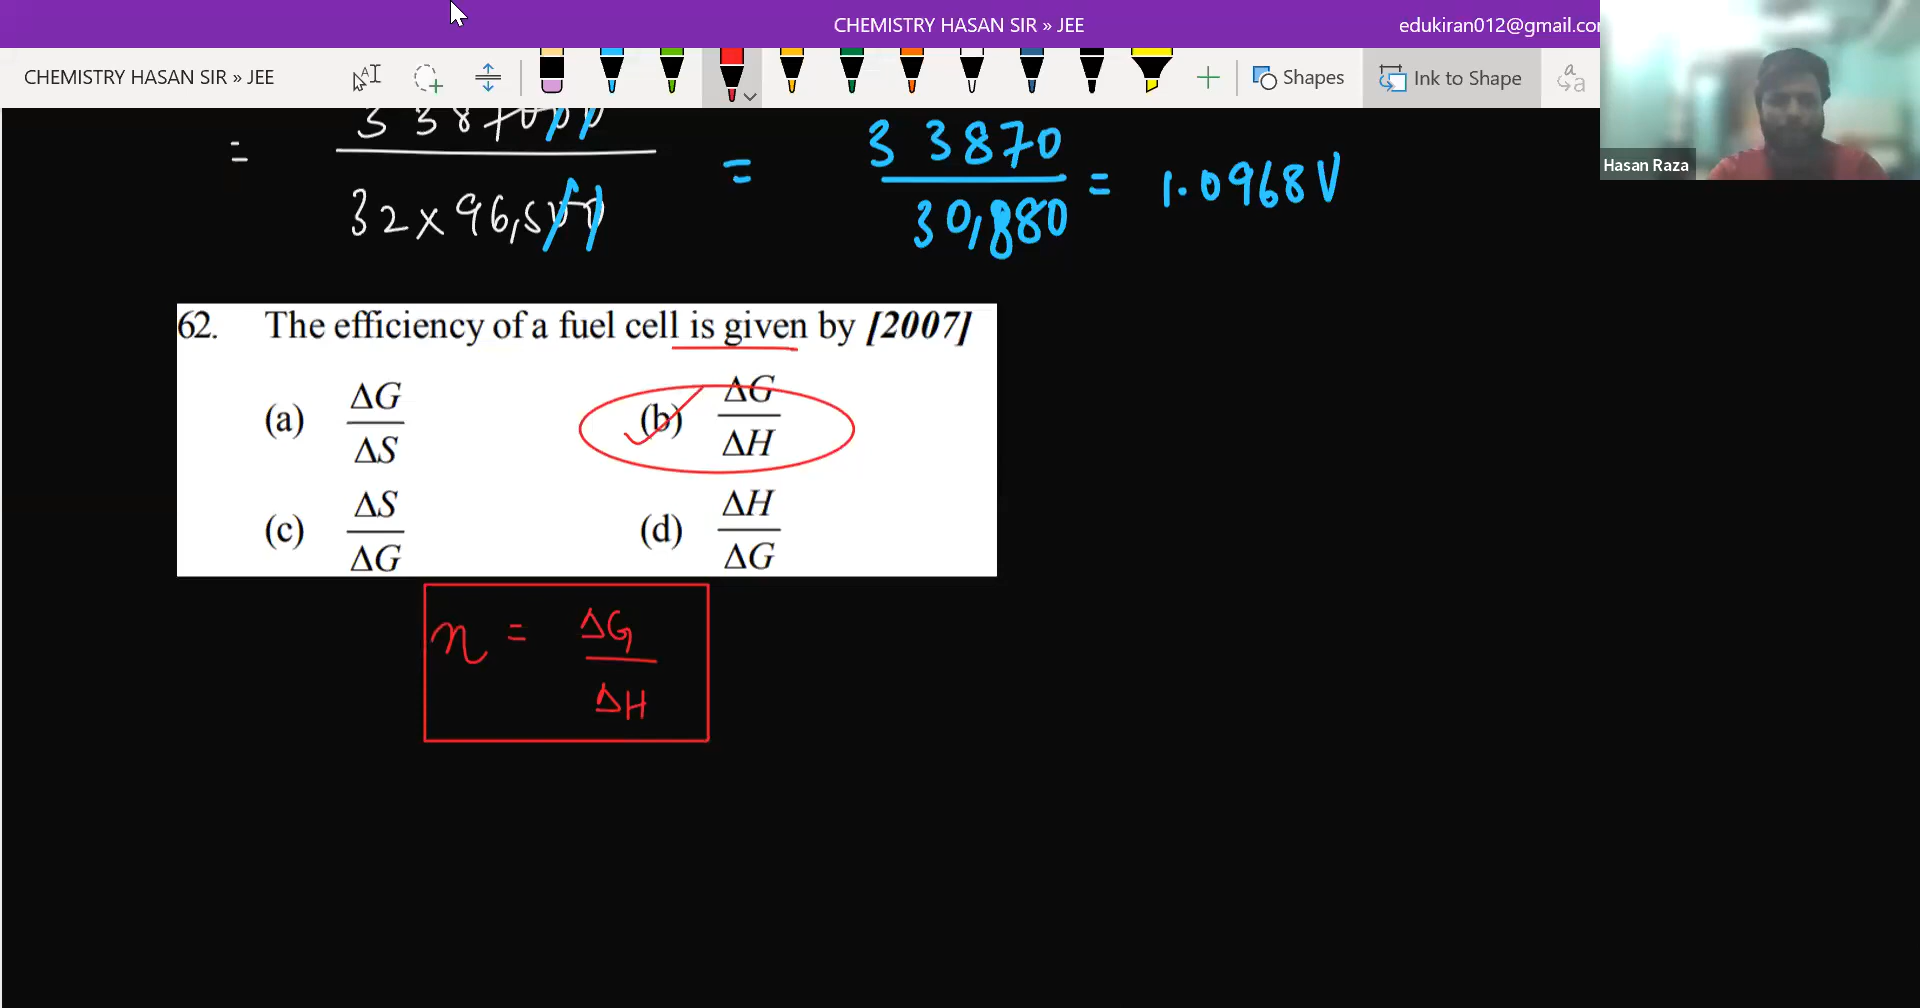 CHEMISTRY HASAN SIR » JEE
edukiran012@gmail.co
CHEMISTRY HASAN SIR » JEE
Shapes
Ink to Shape
Hasan Raza
= 3387000 / 32 x 96,500 = 33870 / 30,880 = 1.0968 V
62. The efficiency of a fuel cell is given by [2007]
(a) ΔG / ΔS (b) ΔG / ΔH
(c) ΔS / ΔG (d) ΔH / ΔG
η = ΔG / ΔH